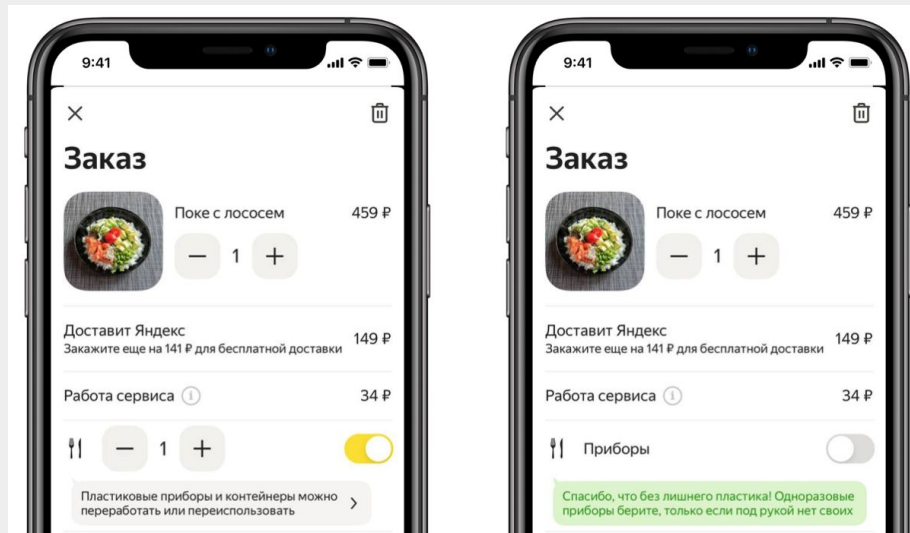 9:41
Заказ
Поке с лососем 459 ₽
1
Доставит Яндекс 149 ₽
Закажите еще на 141 ₽ для бесплатной доставки
Работа сервиса 34 ₽
1
Пластиковые приборы и контейнеры можно
переработать или переиспользовать
9:41
Заказ
Поке с лососем 459 ₽
1
Доставит Яндекс 149 ₽
Закажите еще на 141 ₽ для бесплатной доставки
Работа сервиса 34 ₽
Приборы
Спасибо, что без лишнего пластика! Одноразовые
приборы берите, только если под рукой нет своих